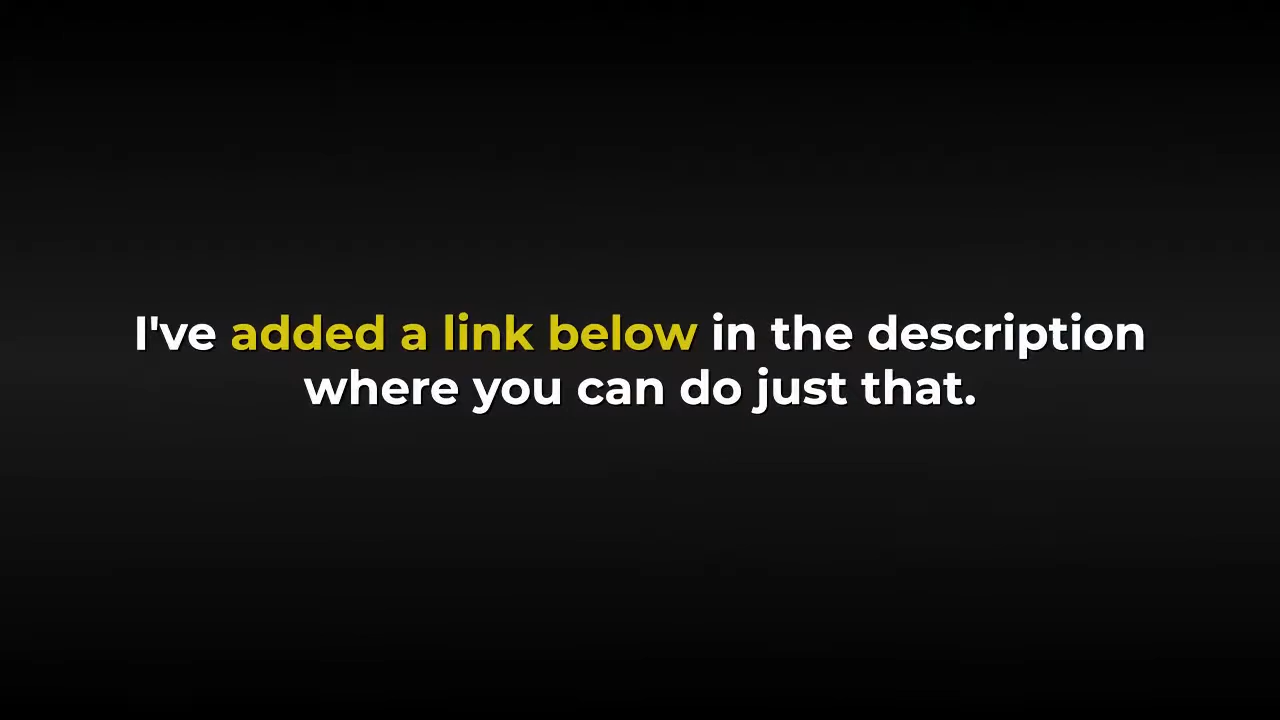 I've added a link below in the description
where you can do just that.